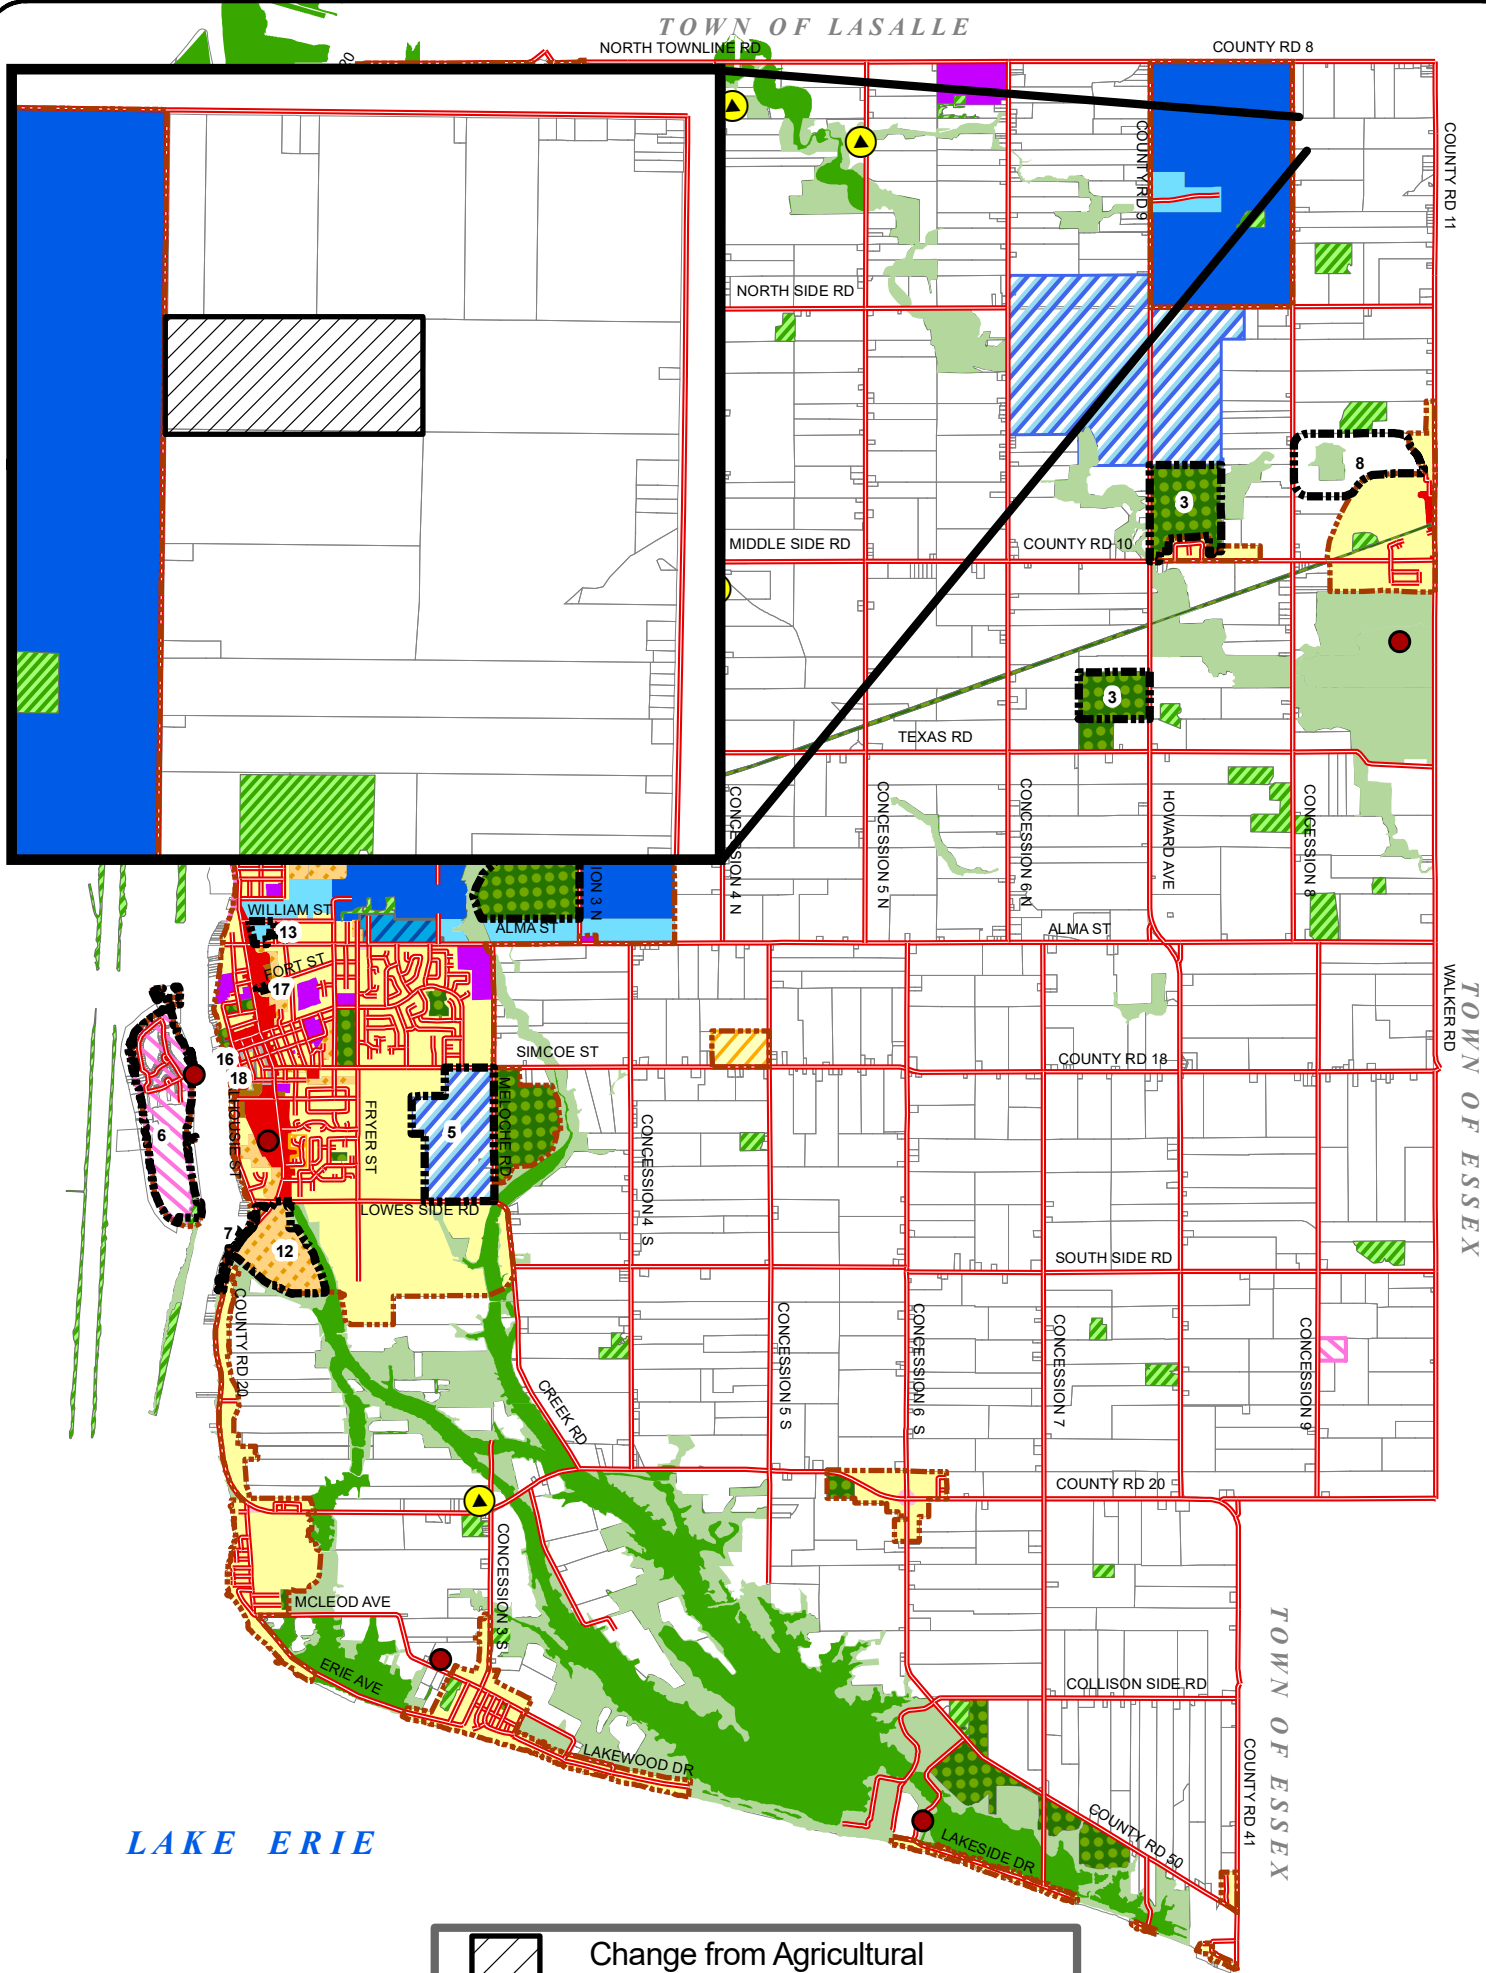 TOWN OF LASALLE
NORTH TOWNLINE RD
COUNTY RD 8
20
COUNTY RD 9
COUNTY RD 11
NORTH SIDE RD
8
3
MIDDLE SIDE RD
COUNTY RD 10
3
TEXAS RD
CONCESSION 4 N
CONCESSION 5 N
CONCESSION 6 N
HOWARD AVE
CONCESSION 8
ION 3 N
WILLIAM ST
13
ALMA ST
ALMA ST
FORT ST
17
WALKER RD
TOWN OF ESSEX
SIMCOE ST
16
18
COUNTY RD 18
HOUSIE ST
FRYER ST
5
MELOCHE RD
6
CONCESSION 4 S
LOWES SIDE RD
7
12
SOUTH SIDE RD
COUNTY RD 20
CONCESSION 5 S
CONCESSION 6 S
CONCESSION 7
CONCESSION 9
CREEK RD
COUNTY RD 20
CONCESSION 3 S
MCLEOD AVE
ERIE AVE
TOWN OF ESSEX
COLLISON SIDE RD
LAKEWOOD DR
COUNTY RD 41
COUNTY RD 50
LAKESIDE DR
LAKE ERIE
Change from Agricultural